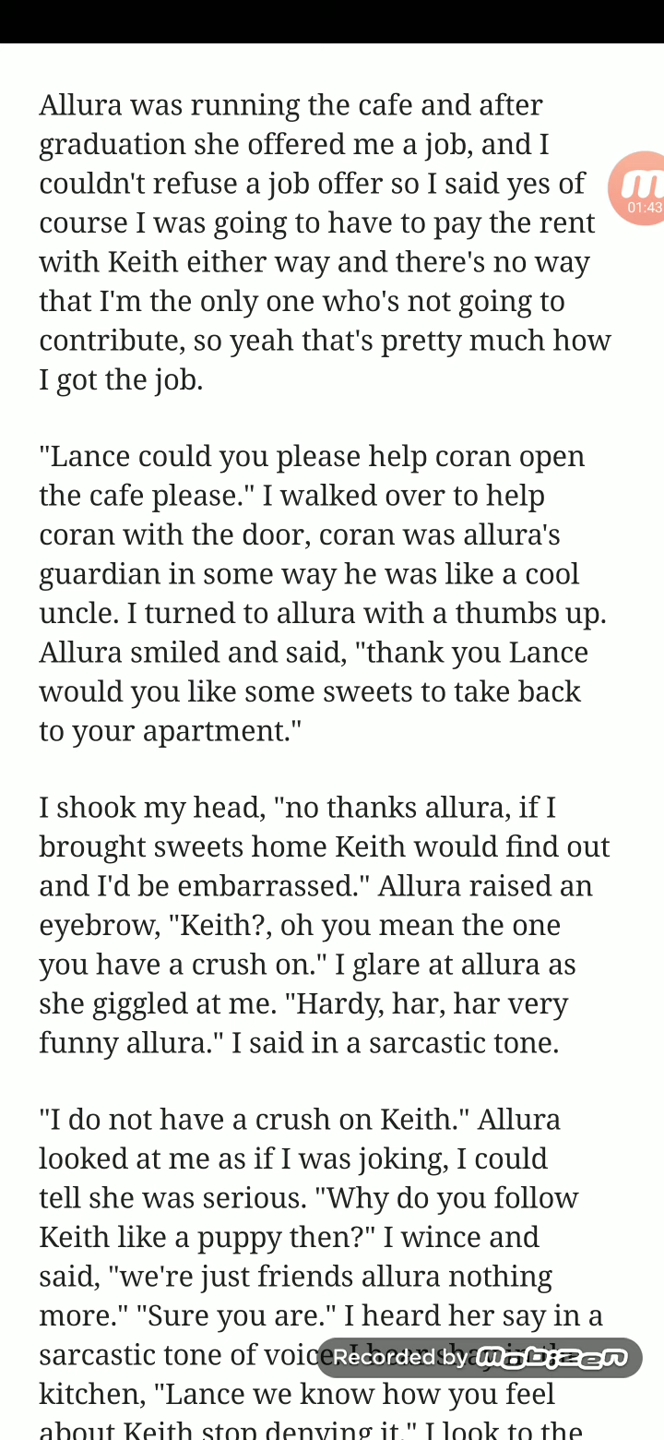 Allura was running the cafe and after
graduation she offered me a job, and I
couldn't refuse a job offer so I said yes of
course I was going to have to pay the rent
with Keith either way and there's no way
that I'm the only one who's not going to
contribute, so yeah that's pretty much how
I got the job.
"Lance could you please help coran open
the cafe please." I walked over to help
coran with the door, coran was allura's
guardian in some way he was like a cool
uncle. I turned to allura with a thumbs up.
Allura smiled and said, "thank you Lance
would you like some sweets to take back
to your apartment."
I shook my head, "no thanks allura, if I
brought sweets home Keith would find out
and I'd be embarrassed." Allura raised an
eyebrow, "Keith?, oh you mean the one
you have a crush on." I glare at allura as
she giggled at me. "Hardy, har, har very
funny allura." I said in a sarcastic tone.
"I do not have a crush on Keith." Allura
looked at me as if I was joking, I could
tell she was serious. "Why do you follow
Keith like a puppy then?" I wince and
said, "we're just friends allura nothing
more." "Sure you are." I heard her say in a
sarcastic tone of voice
kitchen, "Lance we know how you feel
about Keith stop denying it." I look to the
m
01:43
Recorded by mobizen